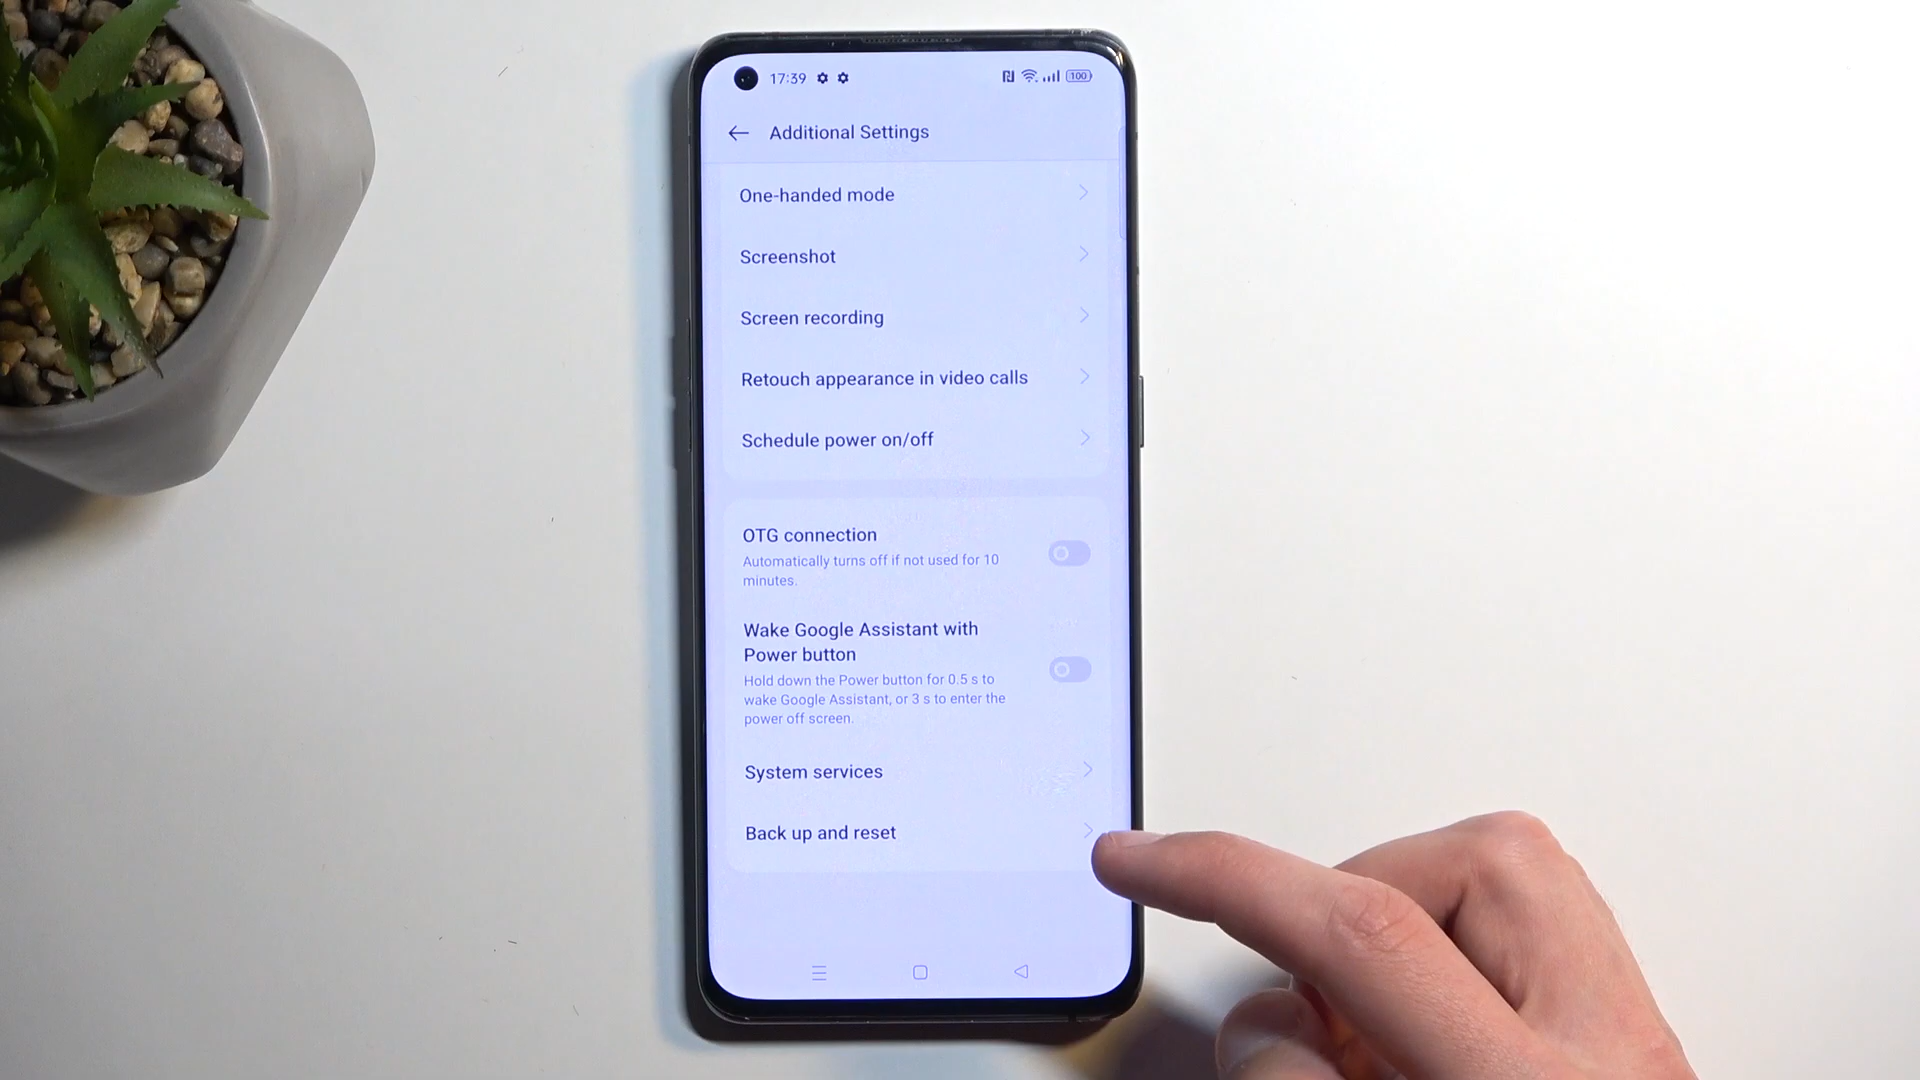 17:39
100
Additional Settings
One-handed mode
Screenshot
Screen recording
Retouch appearance in video calls
Schedule power on/off
OTG connection
Automatically turns off if not used for 10
minutes.
Wake Google Assistant with
Power button
Hold down the Power button for 0.5 s to
wake Google Assistant, or 3 s to enter the
power off screen.
System services
Back up and reset